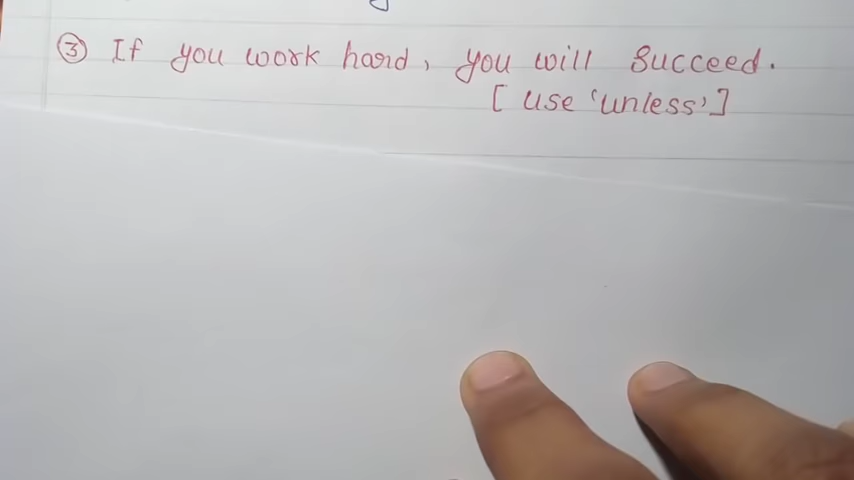 ③ If you work hard, you will succeed.
[ use 'unless']